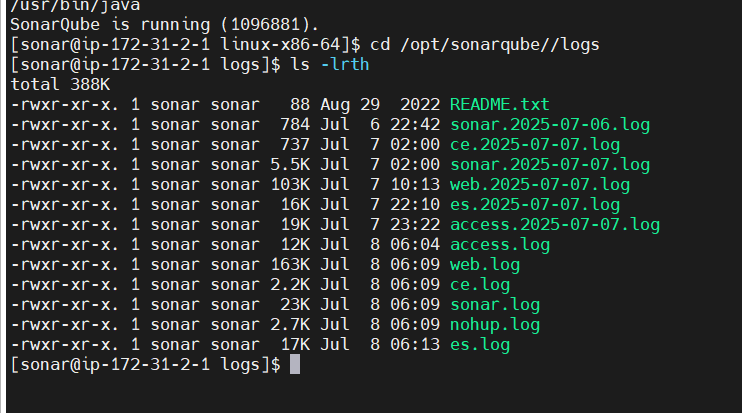 /usr/bin/java
SonarQube is running (1096881).
[sonar@ip-172-31-2-1 linux-x86-64]$ cd /opt/sonarqube//logs
[sonar@ip-172-31-2-1 logs]$ ls -lrth
total 388K
-rwxr-xr-x. 1 sonar sonar   88 Aug 29  2022 README.txt
-rwxr-xr-x. 1 sonar sonar  784 Jul  6 22:42 sonar.2025-07-06.log
-rwxr-xr-x. 1 sonar sonar  737 Jul  7 02:00 ce.2025-07-07.log
-rwxr-xr-x. 1 sonar sonar 5.5K Jul  7 02:00 sonar.2025-07-07.log
-rwxr-xr-x. 1 sonar sonar 103K Jul  7 10:13 web.2025-07-07.log
-rwxr-xr-x. 1 sonar sonar  16K Jul  7 22:10 es.2025-07-07.log
-rwxr-xr-x. 1 sonar sonar  19K Jul  7 23:22 access.2025-07-07.log
-rwxr-xr-x. 1 sonar sonar  12K Jul  8 06:04 access.log
-rwxr-xr-x. 1 sonar sonar 163K Jul  8 06:09 web.log
-rwxr-xr-x. 1 sonar sonar 2.2K Jul  8 06:09 ce.log
-rwxr-xr-x. 1 sonar sonar  23K Jul  8 06:09 sonar.log
-rwxr-xr-x. 1 sonar sonar 2.7K Jul  8 06:09 nohup.log
-rwxr-xr-x. 1 sonar sonar  17K Jul  8 06:13 es.log
[sonar@ip-172-31-2-1 logs]$